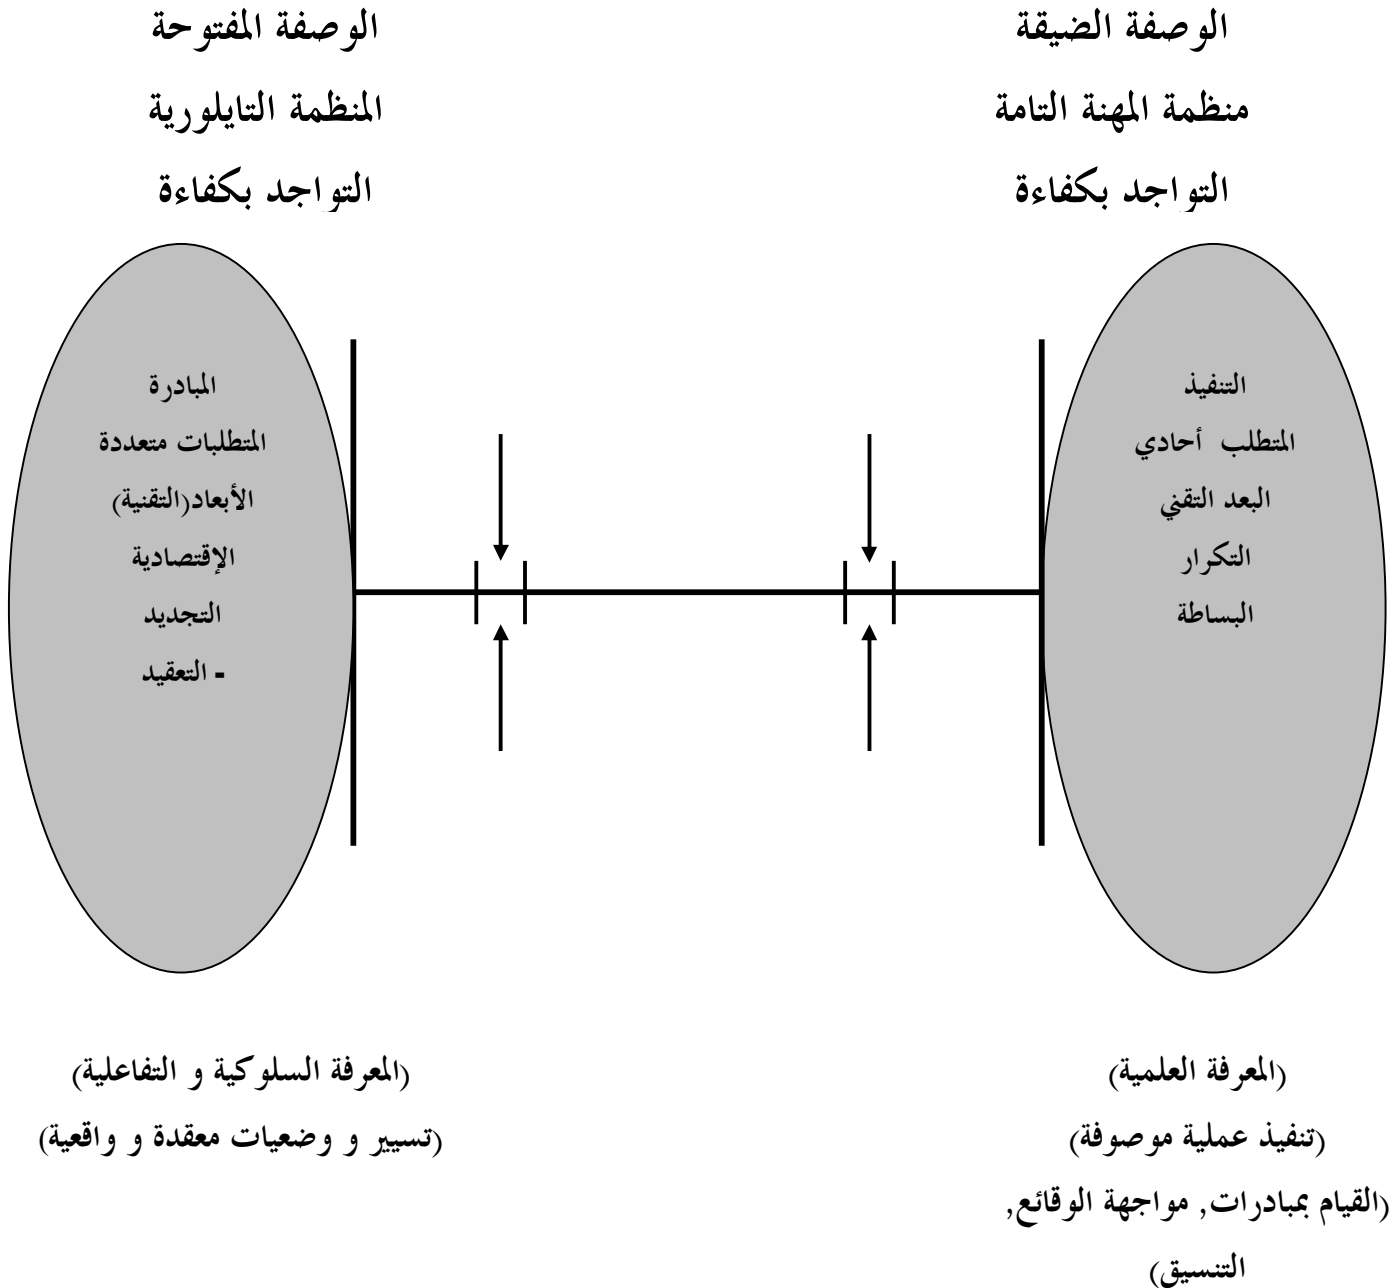 الوصفة الضيقة
منظمة المهنة التامة
التواجد بكفاءة
الوصفة المفتوحة
المنظمة التايلورية
التواجد بكفاءة
التنفيذ
المتطلب أحادي
البعد التقني
التكرار
البساطة
المبادرة
المتطلبات متعددة
الأبعاد(التقنية)
الإقتصادية
التجديد
- التعقيد
(المعرفة العلمية)
(تنفيذ عملية موصوفة)
(القيام بمبادرات, مواجهة الوقائع,
التنسيق)
(المعرفة السلوكية و التفاعلية)
(تسيير و وضعيات معقدة و واقعية)